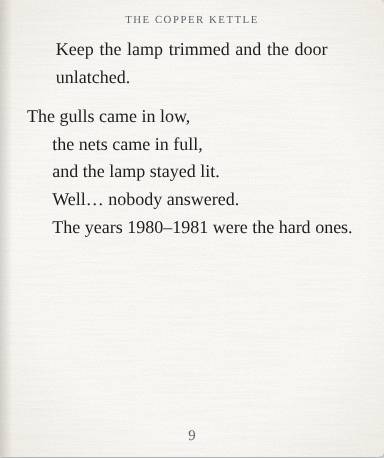 THE COPPER KETTLE
Keep the lamp trimmed and the door
unlatched.
The gulls came in low,
the nets came in full,
and the lamp stayed lit.
Well… nobody answered.
The years 1980–1981 were the hard ones.
9